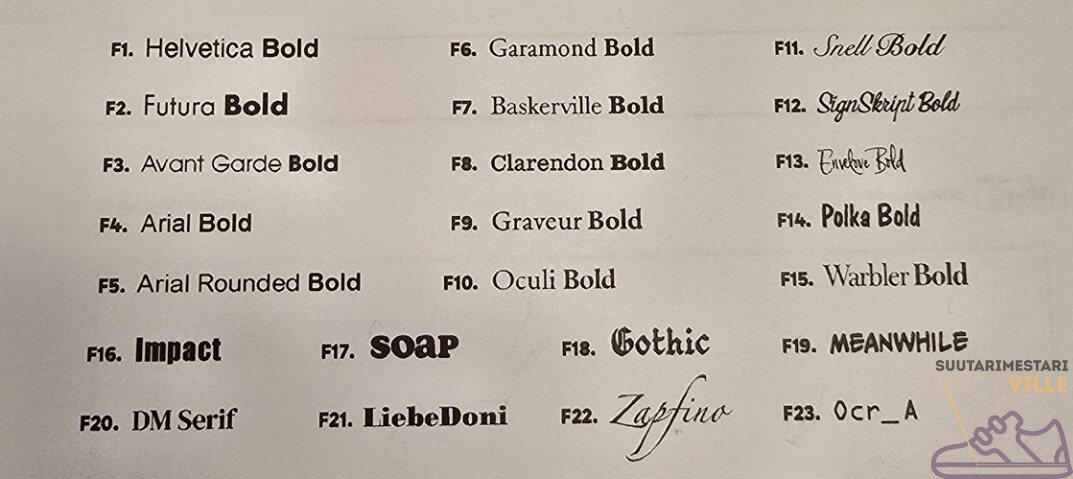 F1. Helvetica Bold
F6. Garamond Bold
F11. Snell Bold
F2. Futura Bold
F7. Baskerville Bold
F12. SignSkript Bold
F3. Avant Garde Bold
F8. Clarendon Bold
F13. Envelove Bold
F4. Arial Bold
F9. Graveur Bold
F14. Polka Bold
F5. Arial Rounded Bold
F10. Oculi Bold
F15. Warbler Bold
F16. Impact
F17. SOAP
F18. Gothic
F19. MEANWHILE
F20. DM Serif
F21. LiebeDoni
F22. Zapfino
F23. Ocr_A
SUUTARIMESTARI
VILLE